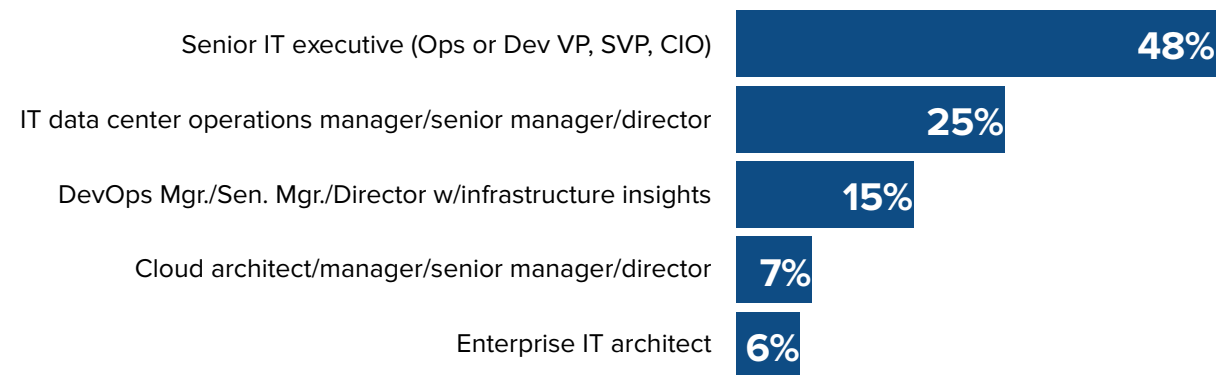 Senior IT executive (Ops or Dev VP, SVP, CIO) 48%
IT data center operations manager/senior manager/director 25%
DevOps Mgr./Sen. Mgr./Director w/infrastructure insights 15%
Cloud architect/manager/senior manager/director 7%
Enterprise IT architect 6%